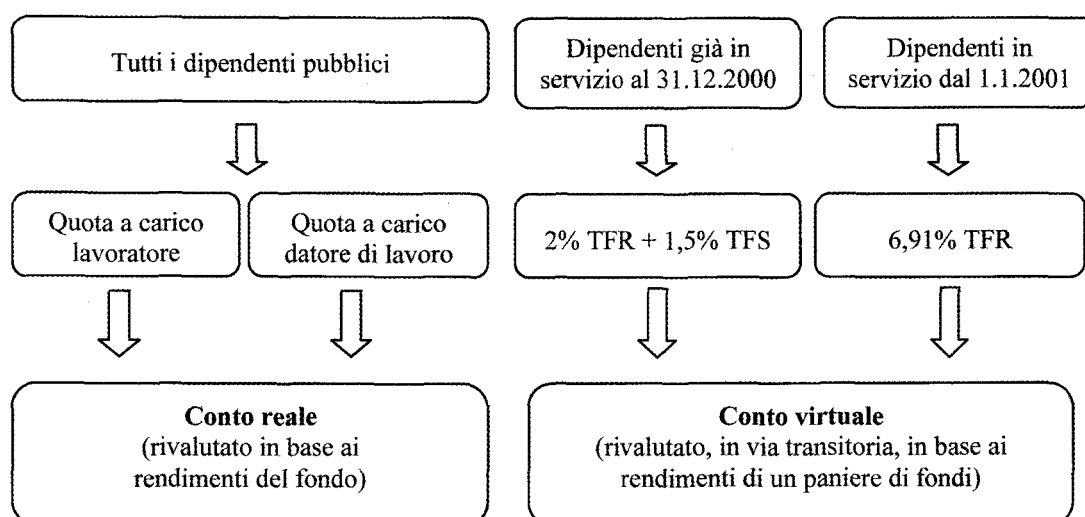 Tutti i dipendenti pubblici
Dipendenti già in
servizio al 31.12.2000
Dipendenti in
servizio dal 1.1.2001
Quota a carico
lavoratore
Quota a carico
datore di lavoro
2% TFR + 1,5% TFS
6,91% TFR
Conto reale
(rivalutato in base ai
rendimenti del fondo)
Conto virtuale
(rivalutato, in via transitoria, in base ai
rendimenti di un paniere di fondi)